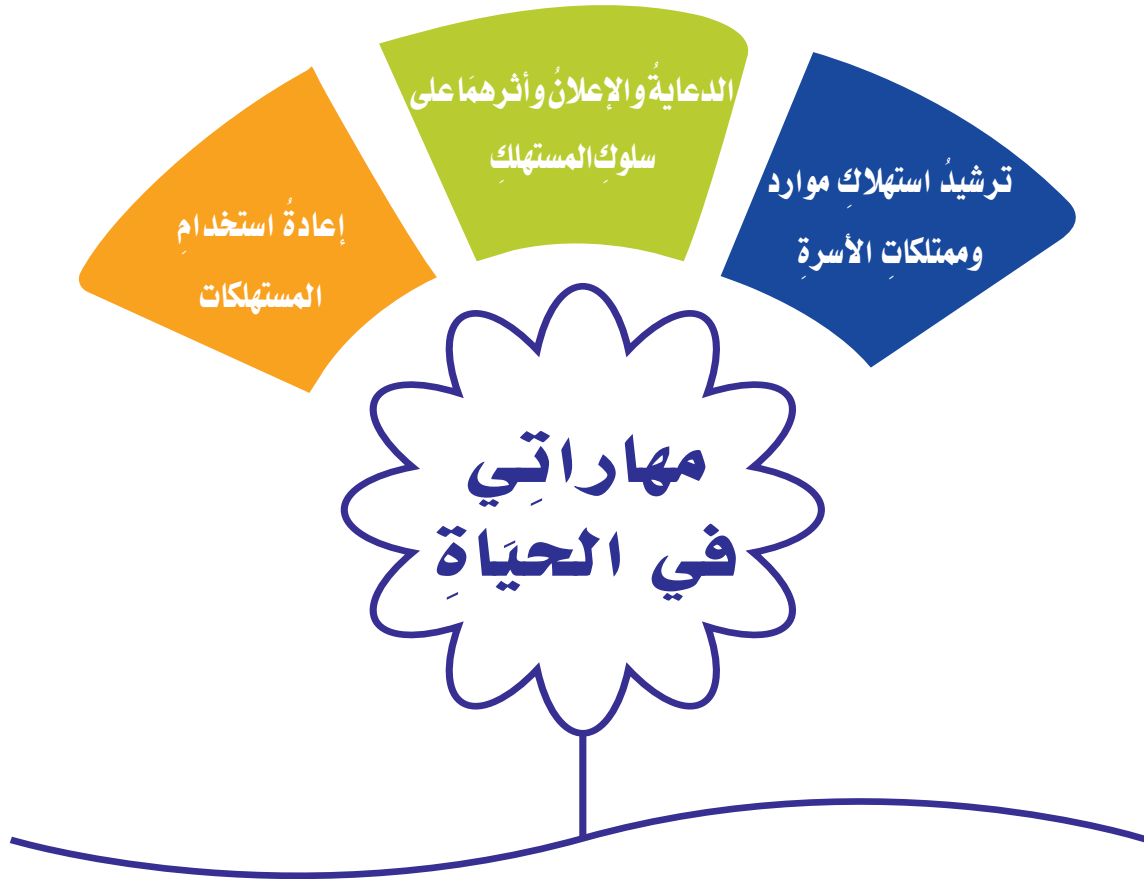 ترشيدُ استهلاكِ موارد
وممتلكاتِ الأسرةِ
الدعايةُ والإعلانُ وأثرهمَا على
سلوكِ المستهلكِ
إعادةُ استخدامِ
المستهلكات
مهاراتِي
في الحيَاةِ